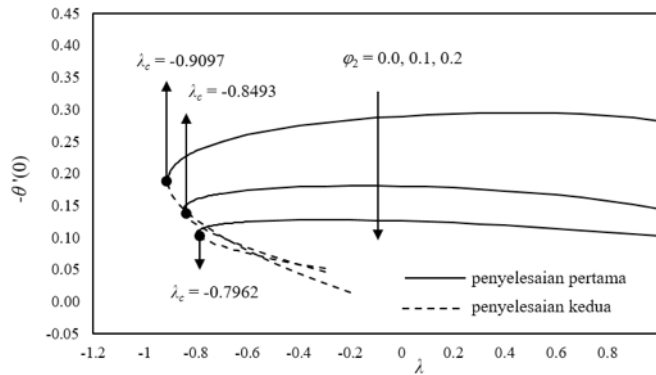 0.45
0.40
0.35
0.30
0.25
0.20
0.15
0.10
0.05
0.00
-0.05
-θ'(0)
λc = -0.9097
λc = -0.8493
φ2 = 0.0, 0.1, 0.2
λc = -0.7962
penyelesaian pertama
penyelesaian kedua
-1.2 -1 -0.8 -0.6 -0.4 -0.2 0 0.2 0.4 0.6 0.8
λ